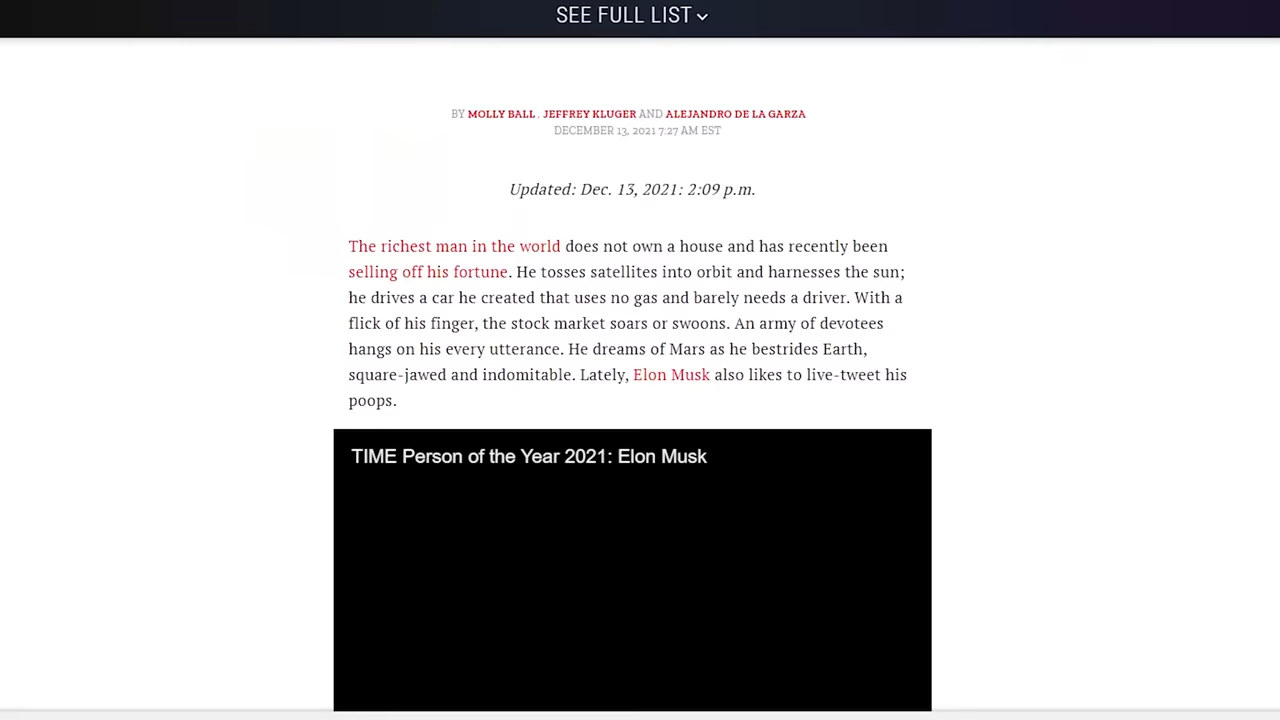 SEE FULL LIST
BY MOLLY BALL , JEFFREY KLUGER AND ALEJANDRO DE LA GARZA
DECEMBER 13, 2021 7:27 AM EST
Updated: Dec. 13, 2021: 2:09 p.m.
The richest man in the world does not own a house and has recently been
selling off his fortune. He tosses satellites into orbit and harnesses the sun;
he drives a car he created that uses no gas and barely needs a driver. With a
flick of his finger, the stock market soars or swoons. An army of devotees
hangs on his every utterance. He dreams of Mars as he bestrides Earth,
square-jawed and indomitable. Lately, Elon Musk also likes to live-tweet his
poops.
TIME Person of the Year 2021: Elon Musk